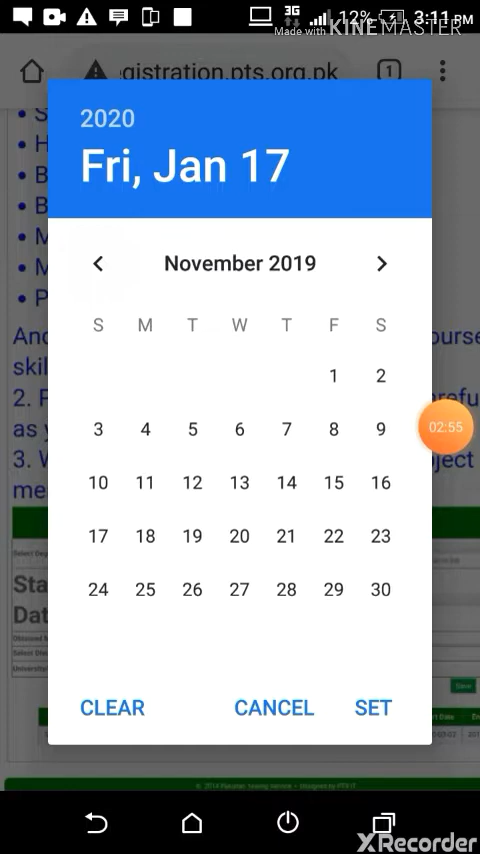 3G 12% 3:11 PM
Made with KINEMASTER
egistration.pts.org.pk 1
2020
Fri, Jan 17
November 2019
S M T W T F S
1 2
3 4 5 6 7 8 9
10 11 12 13 14 15 16
17 18 19 20 21 22 23
24 25 26 27 28 29 30
CLEAR CANCEL SET
02:55
• S
• H
• B
• B
• M
• M
• P
And ourse
skil
2. F reful
as y
3. W ject
me
Sta
Dat
Save
XRecorder